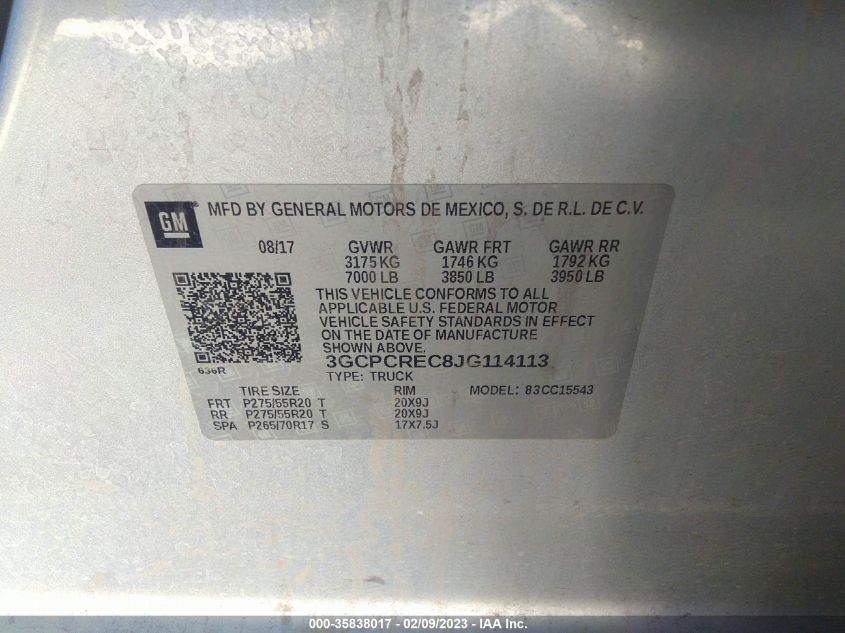 GM ® MFD BY GENERAL MOTORS DE MEXICO, S. DE R.L. DE C.V.
08/17 GVWR GAWR FRT GAWR RR
3175 KG 1746 KG 1792 KG
7000 LB 3850 LB 3950 LB
THIS VEHICLE CONFORMS TO ALL
APPLICABLE U.S. FEDERAL MOTOR
VEHICLE SAFETY STANDARDS IN EFFECT
ON THE DATE OF MANUFACTURE
SHOWN ABOVE.
3GCPCREC8JG114113
636R
TYPE: TRUCK
TIRE SIZE RIM MODEL: 83CC15543
FRT P275/55R20 T 20X9J
RR P275/55R20 T 20X9J
SPA P265/70R17 S 17X7.5J
000-35838017 - 02/09/2023 - IAA Inc.